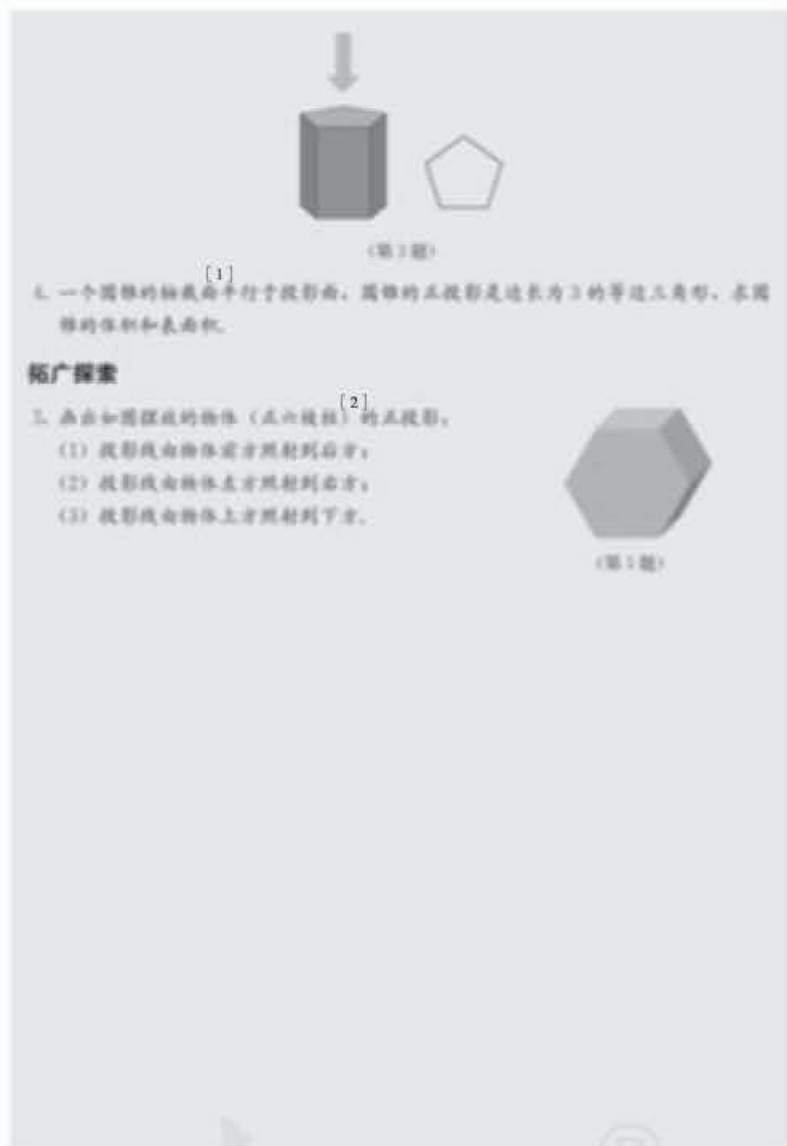 (第3题)
[1]
4. 一个圆锥的轴截面平行于投影面,圆锥的正投影是边长为3的等边三角形,求圆
锥的体积和表面积.
拓广探索
[2]
5. 画出如图摆放的物体(正六棱柱)的正投影:
(1) 投影线由物体前方照射到后方;
(2) 投影线由物体左方照射到右方;
(3) 投影线由物体上方照射到下方.
(第5题)